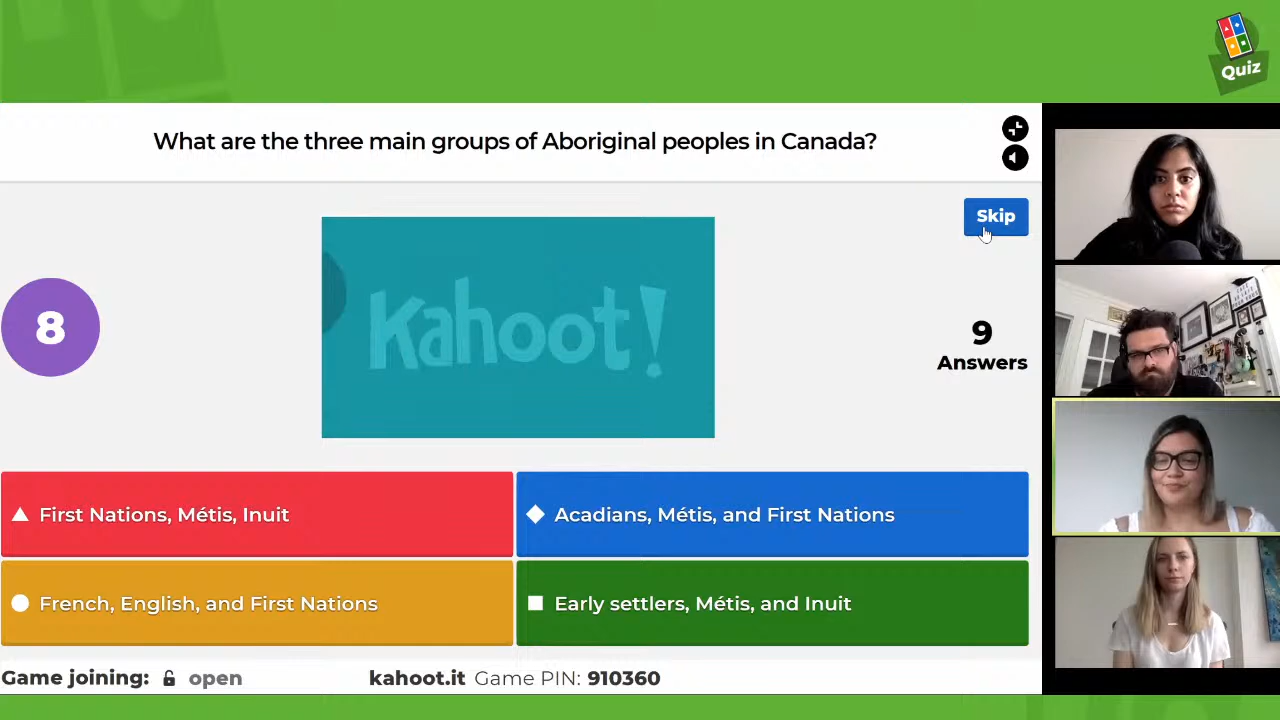 Quiz
What are the three main groups of Aboriginal peoples in Canada?
Skip
8
Kahoot!
9
Answers
First Nations, Métis, Inuit
Acadians, Métis, and First Nations
French, English, and First Nations
Early settlers, Métis, and Inuit
Game joining: open kahoot.it Game PIN: 910360